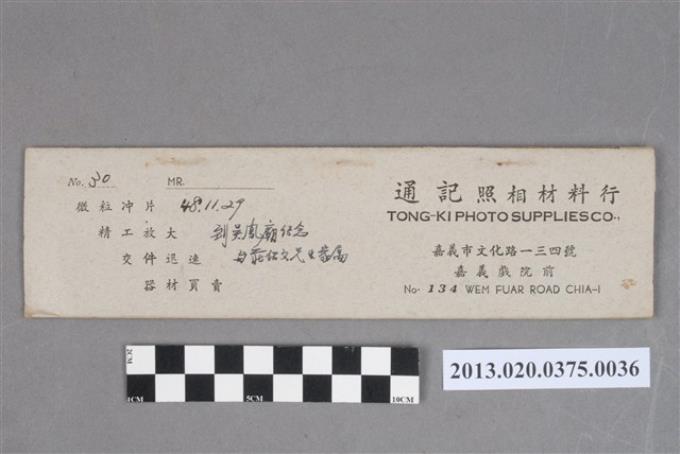 No. 30 MR.
微粒冲片 48.11.29
精工放大 到吳鳳廟紀念
交件迅速
器材買賣
通記照相材料行
TONG-KI PHOTO SUPPLIES CO.,
嘉義市文化路一三四號
嘉義戲院前
No. 134 WEM FUAR ROAD CHIA-I
2CM
1CM 5CM 10CM
2013.020.0375.0036